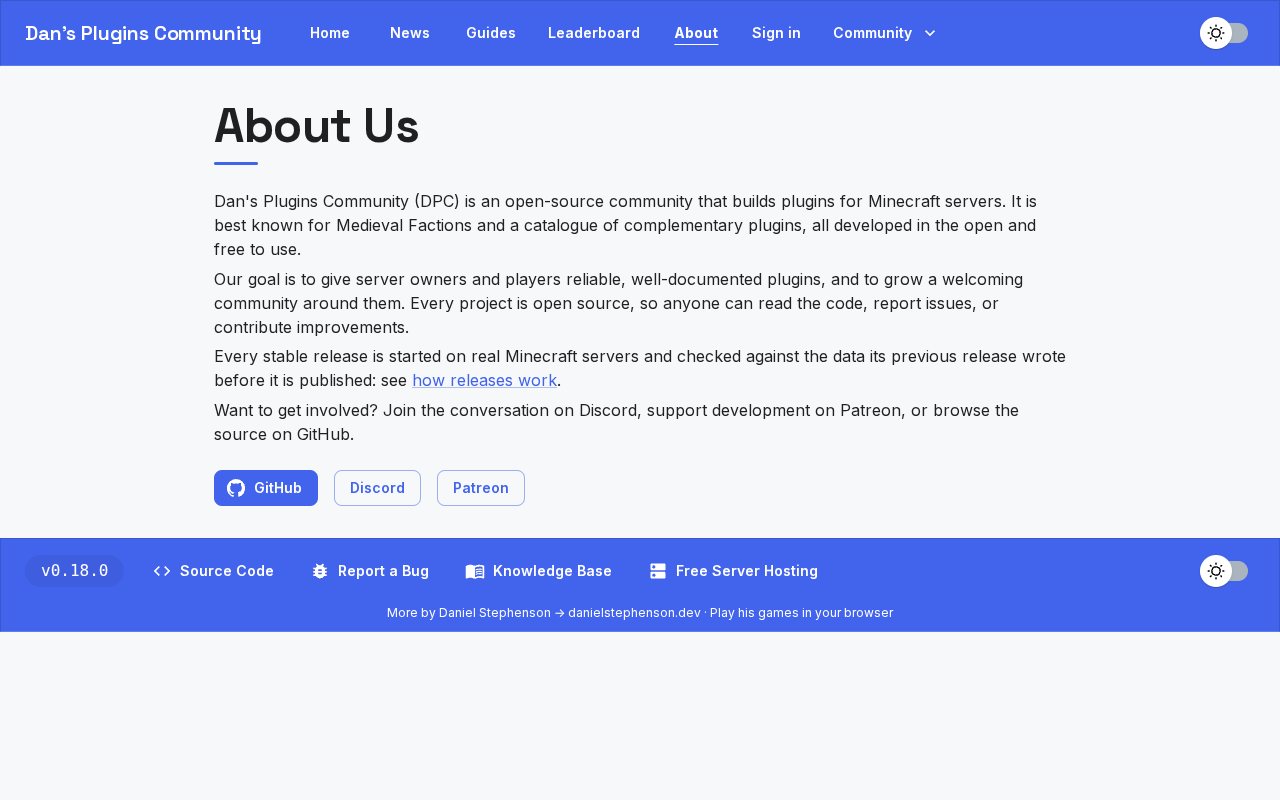 Dan's Plugins Community Home News Guides Leaderboard About Sign in Community
About Us
Dan's Plugins Community (DPC) is an open-source community that builds plugins for Minecraft servers. It is
best known for Medieval Factions and a catalogue of complementary plugins, all developed in the open and
free to use.
Our goal is to give server owners and players reliable, well-documented plugins, and to grow a welcoming
community around them. Every project is open source, so anyone can read the code, report issues, or
contribute improvements.
Every stable release is started on real Minecraft servers and checked against the data its previous release wrote
before it is published: see how releases work.
Want to get involved? Join the conversation on Discord, support development on Patreon, or browse the
source on GitHub.
GitHub Discord Patreon
v0.18.0 Source Code Report a Bug Knowledge Base Free Server Hosting
More by Daniel Stephenson → danielstephenson.dev · Play his games in your browser